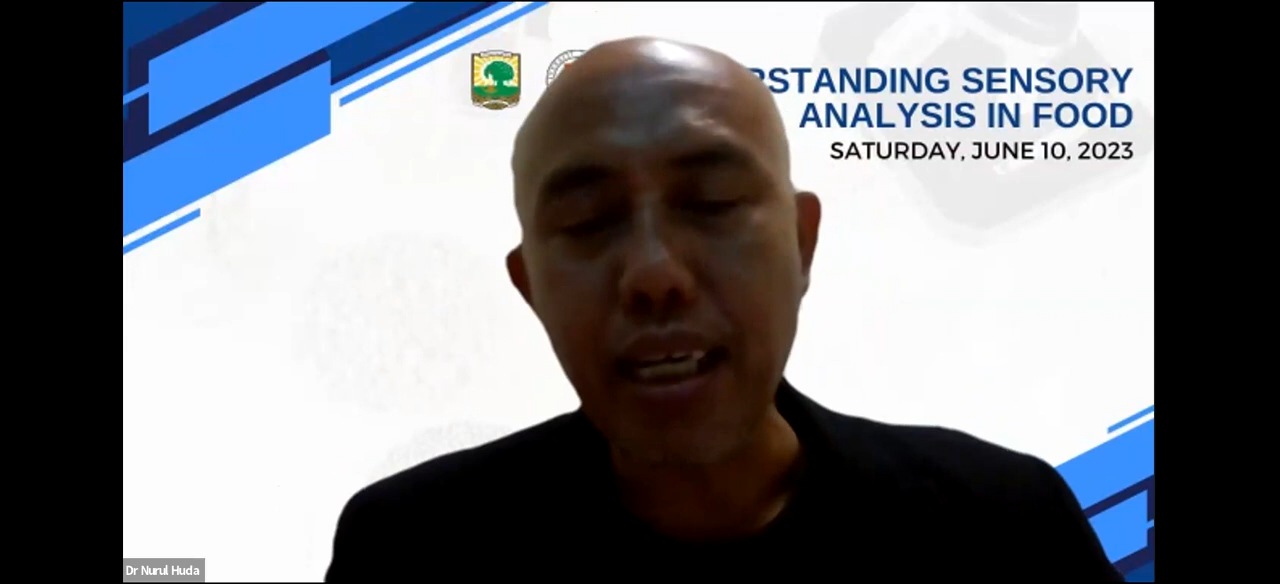 RSTANDING SENSORY
ANALYSIS IN FOOD
SATURDAY, JUNE 10, 2023
Dr Nurul Huda